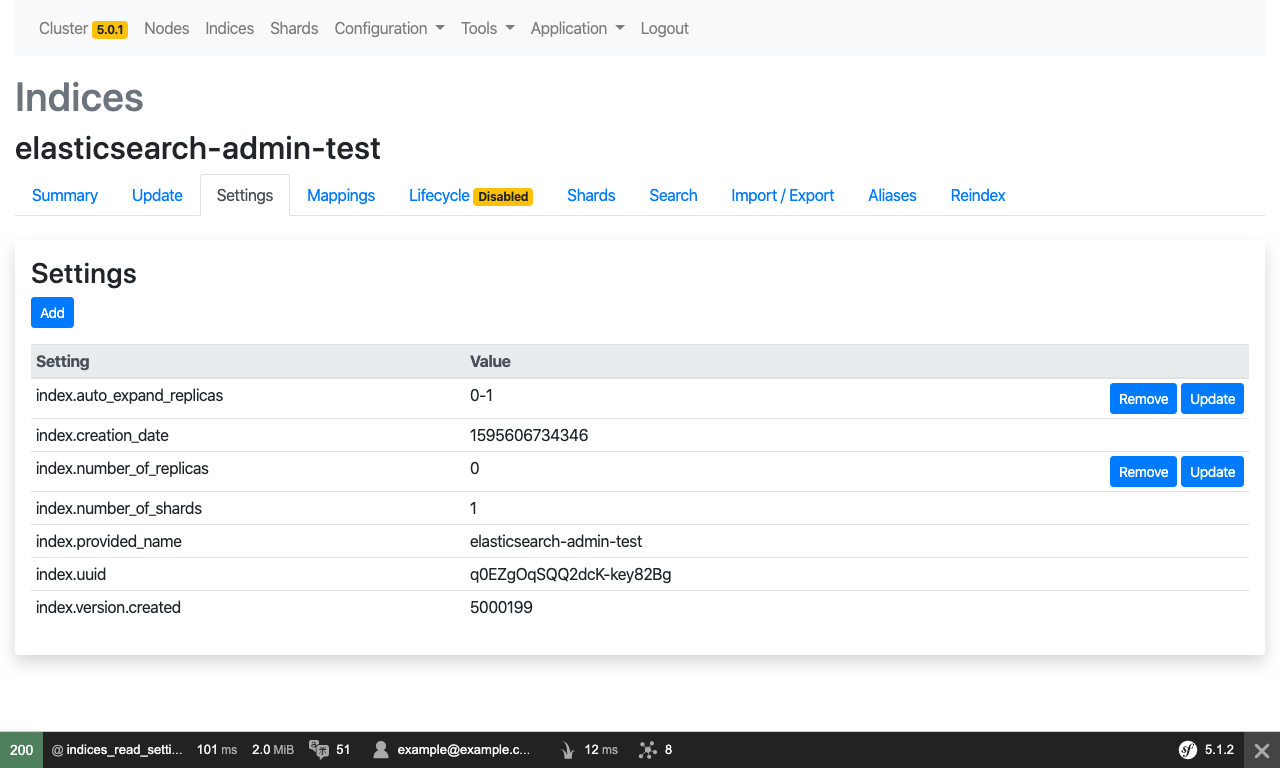 Cluster 5.0.1 Nodes Indices Shards Configuration Tools Application Logout
Indices
elasticsearch-admin-test
Summary Update Settings Mappings Lifecycle Disabled Shards Search Import / Export Aliases Reindex
Settings
Add
Setting Value
index.auto_expand_replicas 0-1 Remove Update
index.creation_date 1595606734346
index.number_of_replicas 0 Remove Update
index.number_of_shards 1
index.provided_name elasticsearch-admin-test
index.uuid q0EZgOqSQQ2dcK-key82Bg
index.version.created 5000199
200 @ indices_read_setti... 101 ms 2.0 MiB 51 example@example.c... 12 ms 8 sf 5.1.2